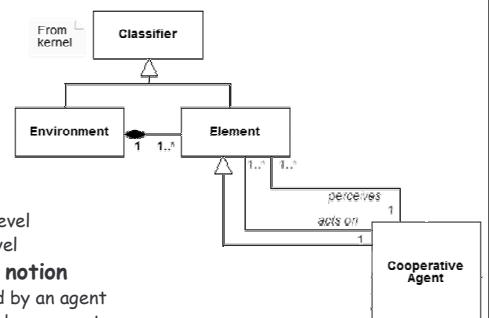 From
kernel
Classifier
Environment
Element
1
1..*
1..*
1..*
perceives
1
acts on
1
evel
vel
notion
d by an agent
Cooperative
Agent